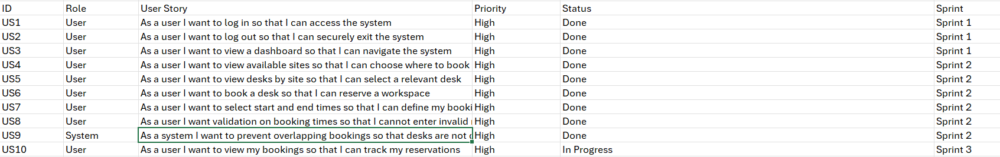 ID Role User Story Priority Status Sprint
US1 User As a user I want to log in so that I can access the system High Done Sprint 1
US2 User As a user I want to log out so that I can securely exit the system High Done Sprint 1
US3 User As a user I want to view a dashboard so that I can navigate the system High Done Sprint 1
US4 User As a user I want to view available sites so that I can choose where to book High Done Sprint 2
US5 User As a user I want to view desks by site so that I can select a relevant desk High Done Sprint 2
US6 User As a user I want to book a desk so that I can reserve a workspace High Done Sprint 2
US7 User As a user I want to select start and end times so that I can define my High Done Sprint 2
US8 User As a user I want validation on booking times so that I cannot enter invalid High Done Sprint 2
US9 System As a system I want to prevent overlapping bookings so that desks are not High Done Sprint 2
US10 User As a user I want to view my bookings so that I can track my reservations High In Progress Sprint 3